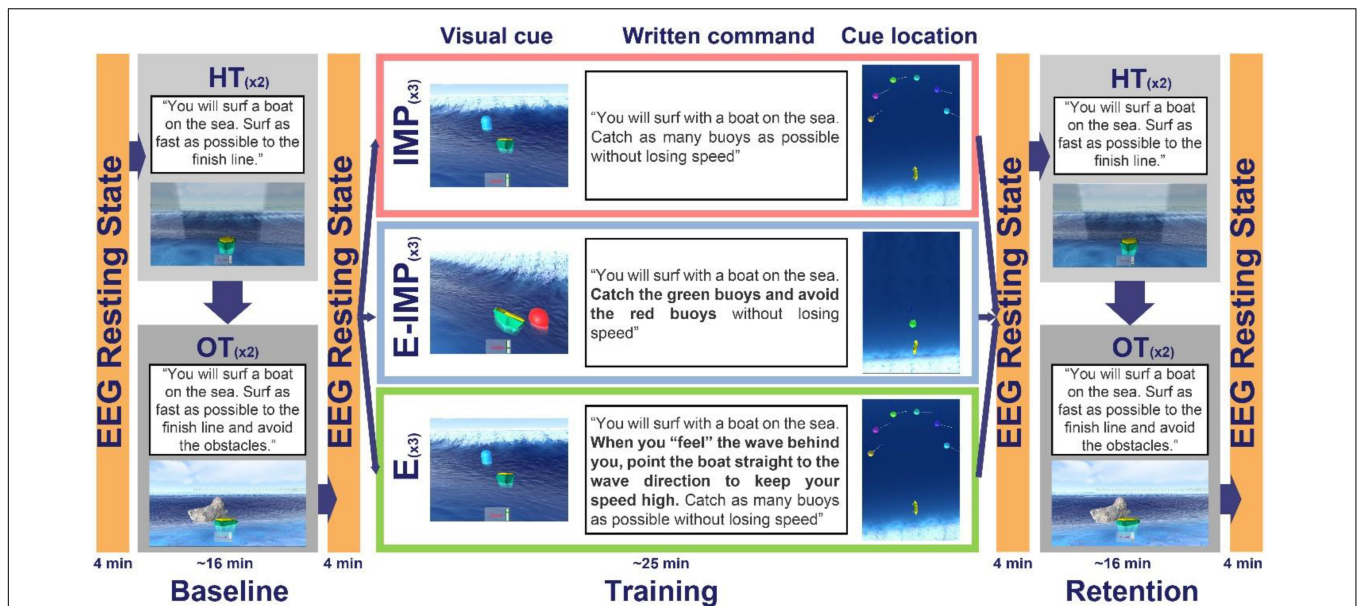 Visual cue Written command Cue location
EEG Resting State
HT(x2)
"You will surf a boat
on the sea. Surf as
fast as possible to the
finish line."
OT(x2)
"You will surf a boat
on the sea. Surf as
fast as possible to the
finish line and avoid
the obstacles."
EEG Resting State
IMP(x3)
"You will surf with a boat on the sea.
Catch as many buoys as possible
without losing speed"
E-IMP(x3)
"You will surf with a boat on the sea.
Catch the green buoys and avoid
the red buoys without losing
speed"
E(x3)
"You will surf with a boat on the sea.
When you "feel" the wave behind
you, point the boat straight to the
wave direction to keep your
speed high. Catch as many buoys
as possible without losing speed"
EEG Resting State
HT(x2)
"You will surf a boat
on the sea. Surf as
fast as possible to the
finish line."
OT(x2)
"You will surf a boat
on the sea. Surf as
fast as possible to the
finish line and avoid
the obstacles."
EEG Resting State
4 min ~16 min 4 min ~25 min 4 min ~16 min 4 min
Baseline Training Retention